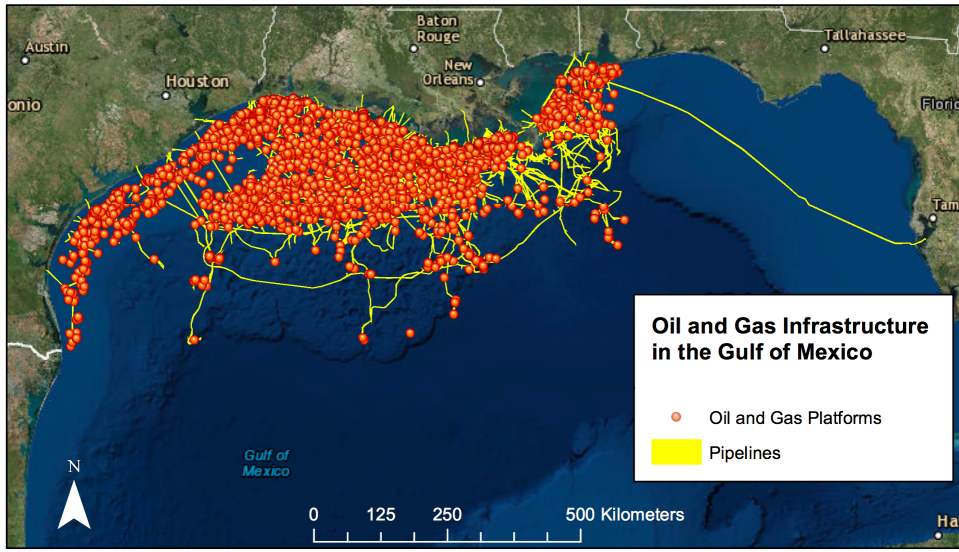 Baton
Rouge
Tallahassee
Austin
New
Orleans
Houston
onio
Floric
Tam
Oil and Gas Infrastructure
in the Gulf of Mexico
Oil and Gas Platforms
Pipelines
Gulf of
Mexico
N
0 125 250 500 Kilometers
Ha